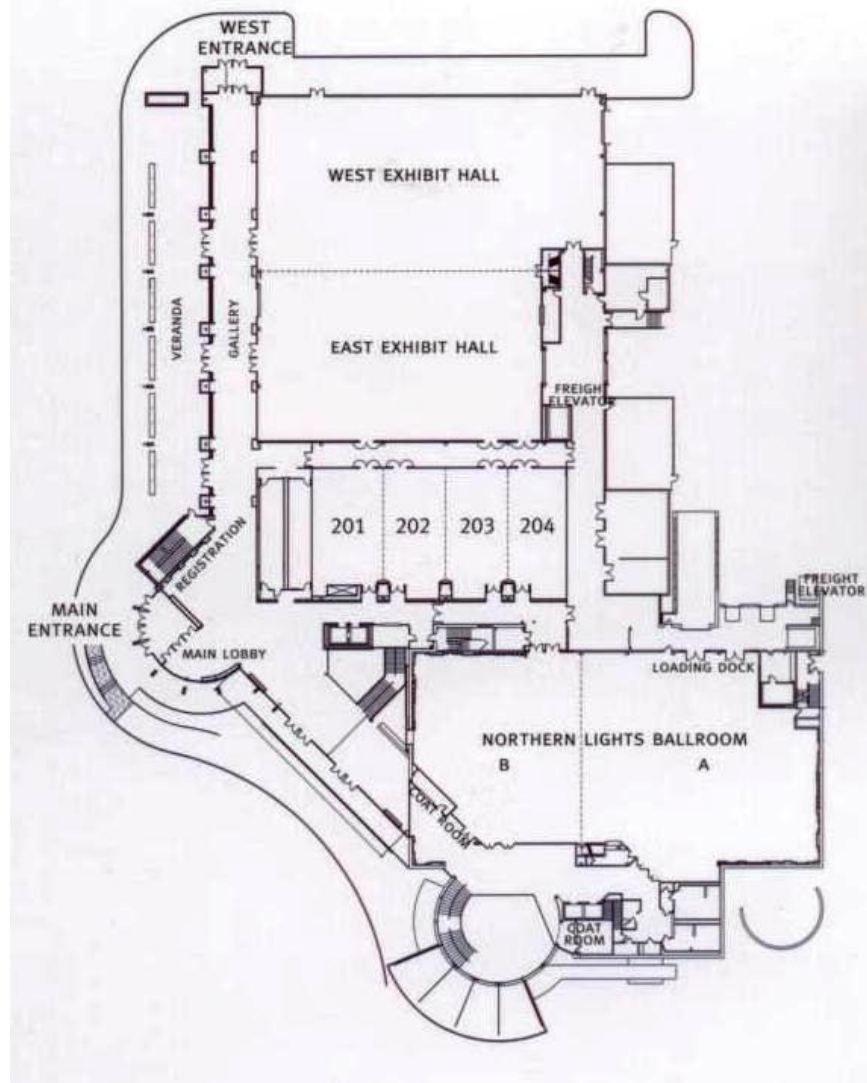 WEST
ENTRANCE
WEST EXHIBIT HALL
VERANDA
GALLERY
EAST EXHIBIT HALL
FREIGHT
ELEVATOR
201
202
203
204
REGISTRATION
FREIGHT
ELEVATOR
MAIN
ENTRANCE
MAIN LOBBY
LOADING DOCK
NORTHERN LIGHTS BALLROOM
B
A
COAT ROOM
COAT
ROOM